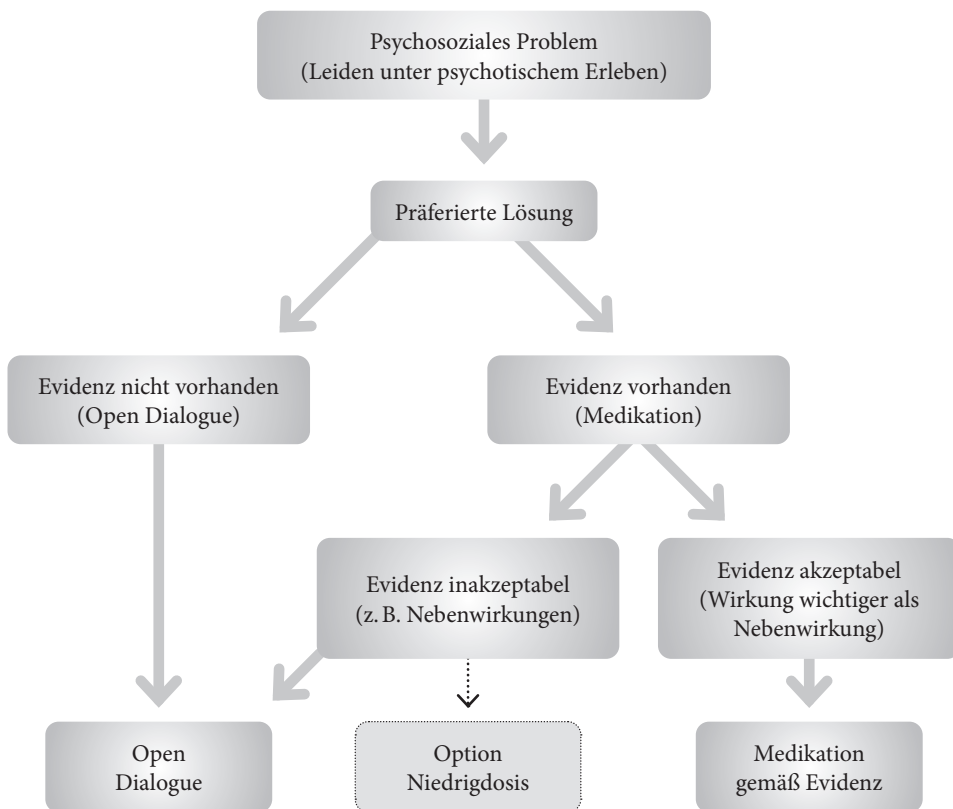 Psychosoziales Problem
(Leiden unter psychotischem Erleben)
Präferierte Lösung
Evidenz nicht vorhanden
(Open Dialogue)
Evidenz vorhanden
(Medikation)
Evidenz inakzeptabel
(z. B. Nebenwirkungen)
Evidenz akzeptabel
(Wirkung wichtiger als
Nebenwirkung)
Open
Dialogue
Option
Niedrigdosis
Medikation
gemäß Evidenz